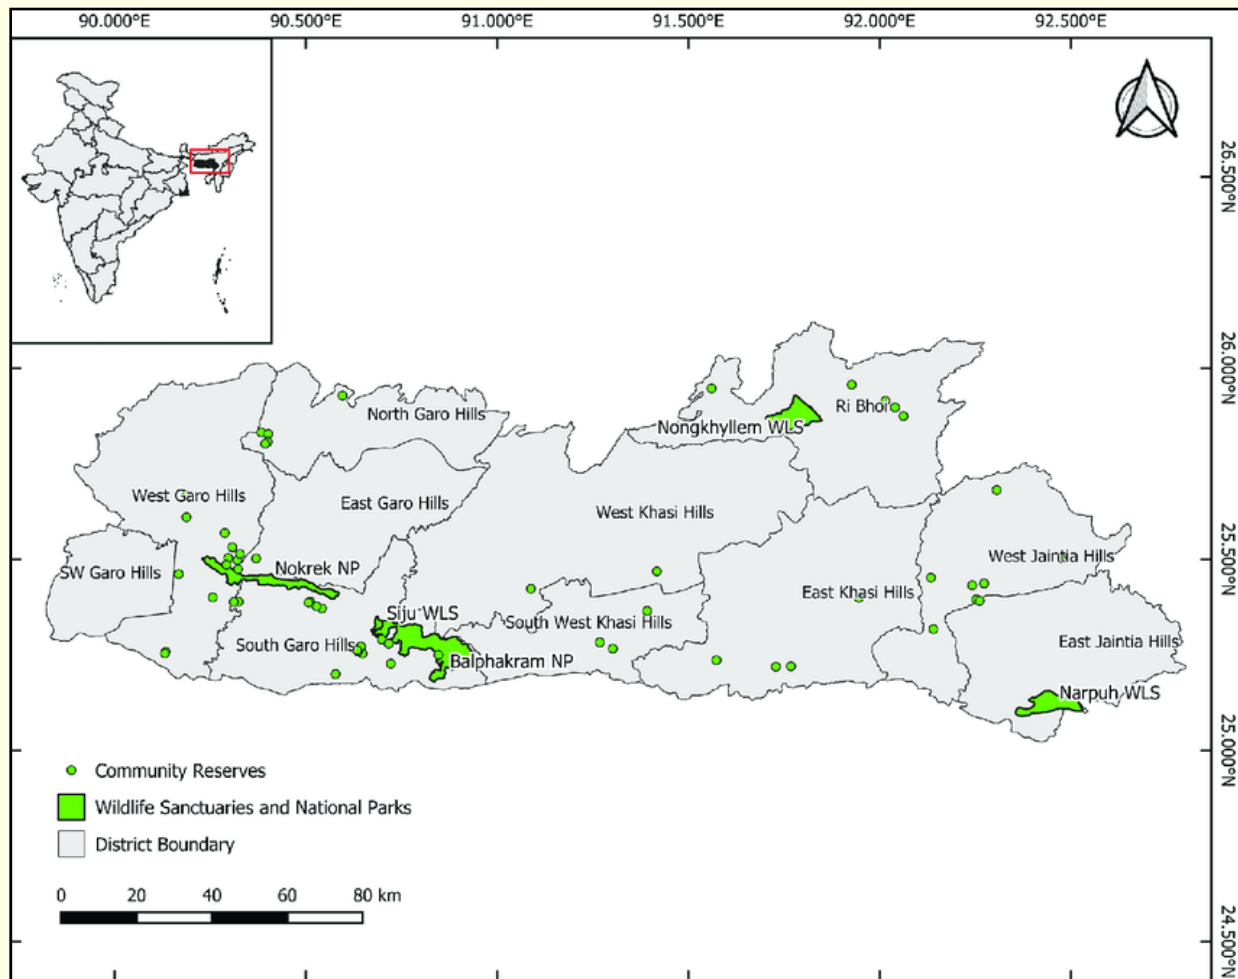 90.000°E 90.500°E 91.000°E 91.500°E 92.000°E 92.500°E
26.500°N
26.000°N
25.500°N
25.000°N
24.500°N
North Garo Hills
Ri Bhoi
Nongkhyllem WLS
West Garo Hills
East Garo Hills
West Khasi Hills
West Jaintia Hills
SW Garo Hills
Nokrek NP
East Khasi Hills
Siju WLS
South West Khasi Hills
South Garo Hills
East Jaintia Hills
Balphakram NP
Narpuh WLS
Community Reserves
Wildlife Sanctuaries and National Parks
District Boundary
0 20 40 60 80 km